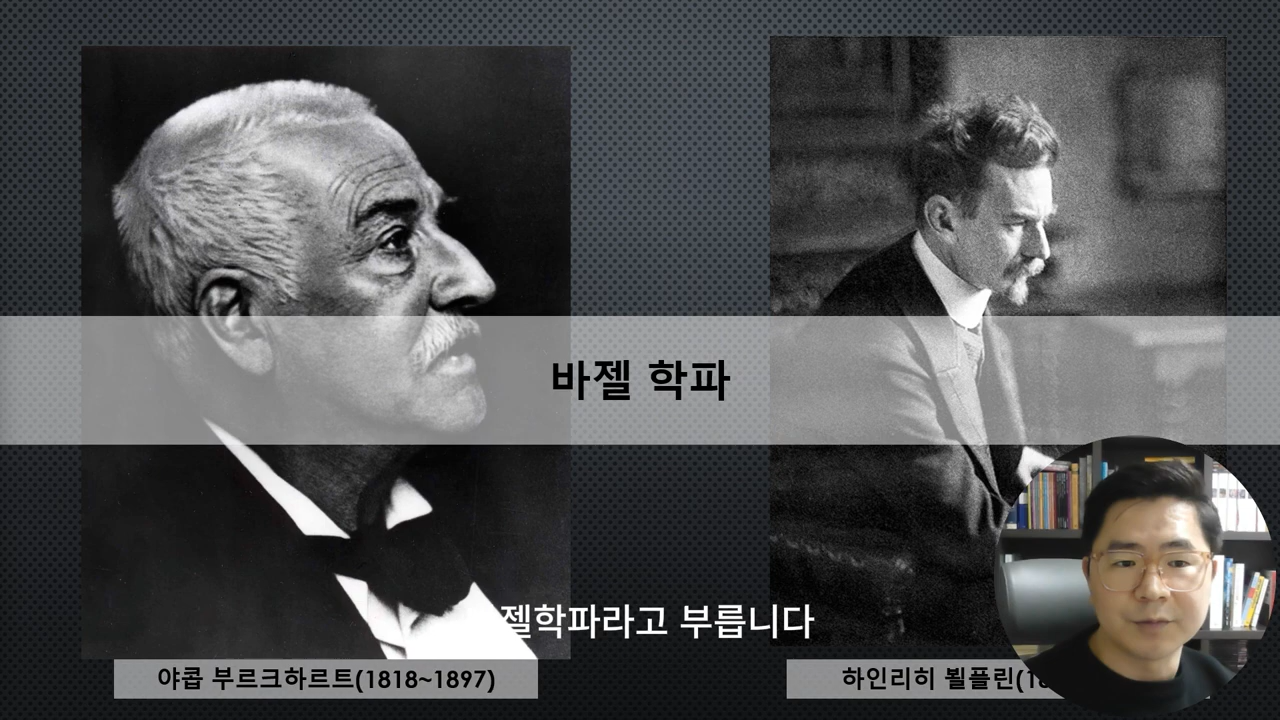 바젤 학파
젤학파라고 부릅니다
야콥 부르크하르트(1818~1897)
하인리히 뵐플린(18